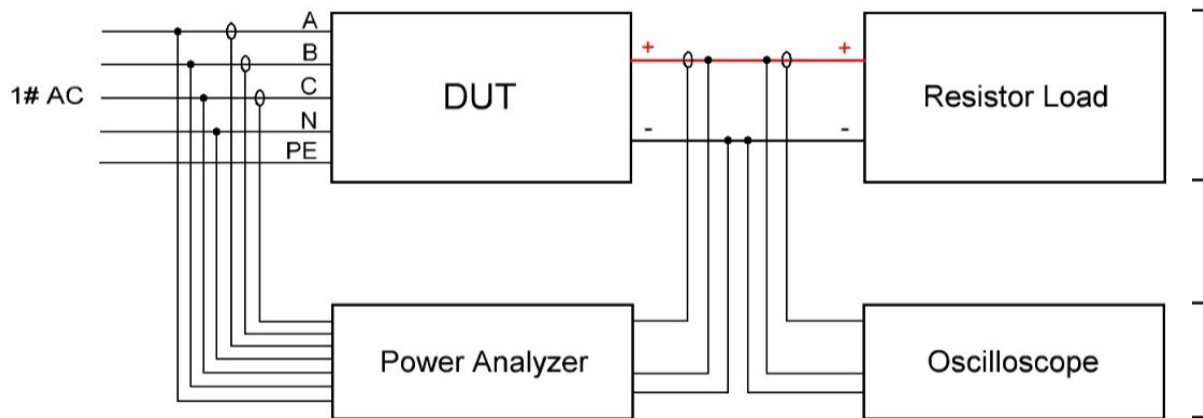 A
B
1# AC
C
N
PE
DUT
+
+
-
-
Resistor Load
Power Analyzer
Oscilloscope